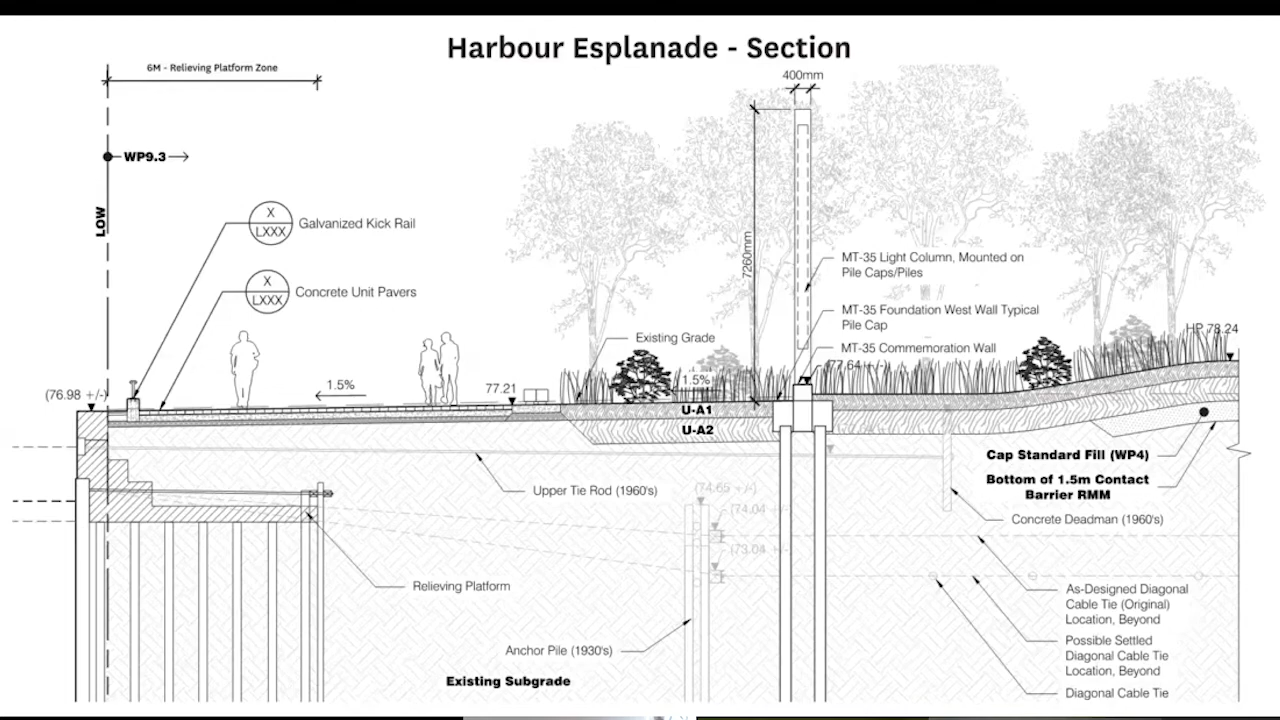 Harbour Esplanade - Section
6M - Relieving Platform Zone
400mm
WP9.3
LOW
X
LXXX
Galvanized Kick Rail
X
LXXX
Concrete Unit Pavers
7260mm
MT-35 Light Column, Mounted on
Pile Caps/Piles
MT-35 Foundation West Wall Typical
Pile Cap
MT-35 Commemoration Wall
(77.64 +/-)
HP 78.24
Existing Grade
1.5%
1.5%
77.21
(76.98 +/-)
U-A1
U-A2
Cap Standard Fill (WP4)
Bottom of 1.5m Contact
Barrier RMM
Upper Tie Rod (1960's)
(74.65 +/-)
(74.04 +/-
(73.04 +/-
Concrete Deadman (1960's)
Relieving Platform
As-Designed Diagonal
Cable Tie (Original)
Location, Beyond
Possible Settled
Diagonal Cable Tie
Location, Beyond
Diagonal Cable Tie
Anchor Pile (1930's)
Existing Subgrade